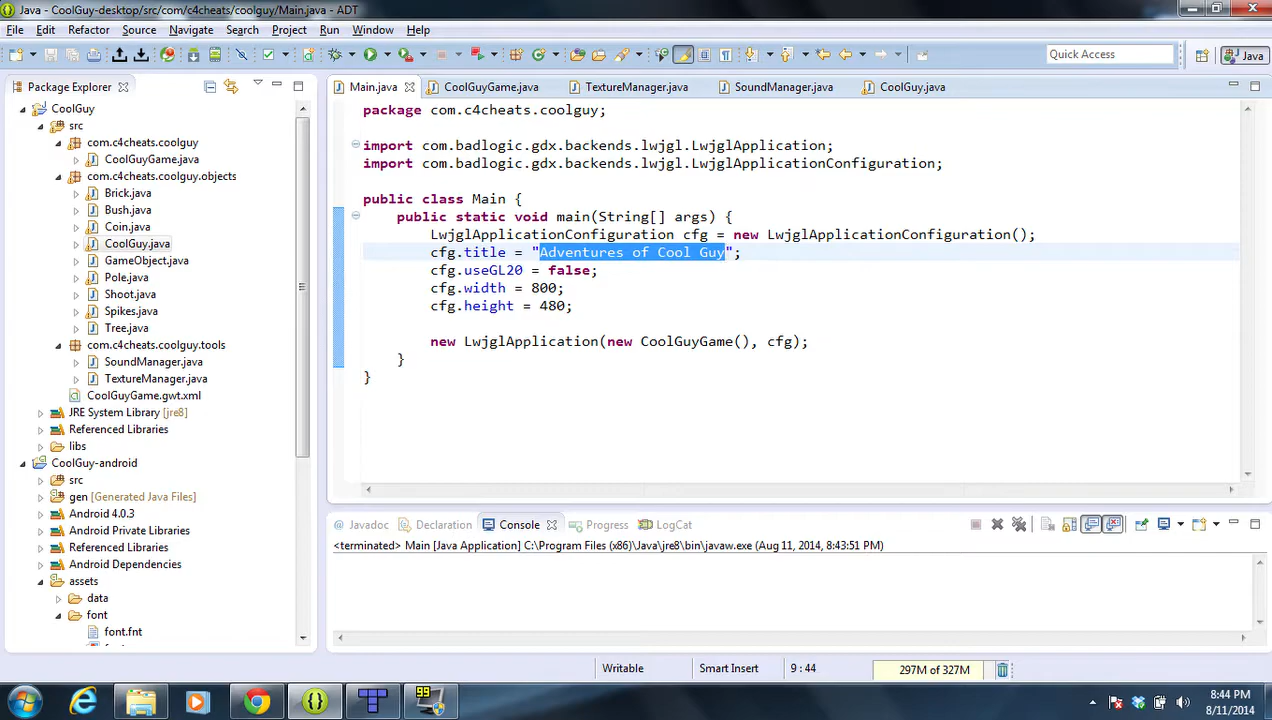 Java - CoolGuy-desktop/src/com/c4cheats/coolguy/Main.java - ADT
File Edit Refactor Source Navigate Search Project Run Window Help
Quick Access
Java
Package Explorer
CoolGuy
src
com.c4cheats.coolguy
CoolGuyGame.java
com.c4cheats.coolguy.objects
Brick.java
Bush.java
Coin.java
CoolGuy.java
GameObject.java
Pole.java
Shoot.java
Spikes.java
Tree.java
com.c4cheats.coolguy.tools
SoundManager.java
TextureManager.java
CoolGuyGame.gwt.xml
JRE System Library [jre8]
Referenced Libraries
libs
CoolGuy-android
src
gen [Generated Java Files]
Android 4.0.3
Android Private Libraries
Referenced Libraries
Android Dependencies
assets
data
font
font.fnt
Main.java CoolGuyGame.java TextureManager.java SoundManager.java CoolGuy.java
package com.c4cheats.coolguy;
import com.badlogic.gdx.backends.lwjgl.LwjglApplication;
import com.badlogic.gdx.backends.lwjgl.LwjglApplicationConfiguration;
public class Main {
public static void main(String[] args) {
LwjglApplicationConfiguration cfg = new LwjglApplicationConfiguration();
cfg.title = "Adventures of Cool Guy";
cfg.useGL20 = false;
cfg.width = 800;
cfg.height = 480;
new LwjglApplication(new CoolGuyGame(), cfg);
}
}
@ Javadoc Declaration Console Progress LogCat
<terminated> Main [Java Application] C:\Program Files (x86)\Java\jre8\bin\javaw.exe (Aug 11, 2014, 8:43:51 PM)
Writable Smart Insert 9 : 44 297M of 327M
99
8:44 PM
8/11/2014